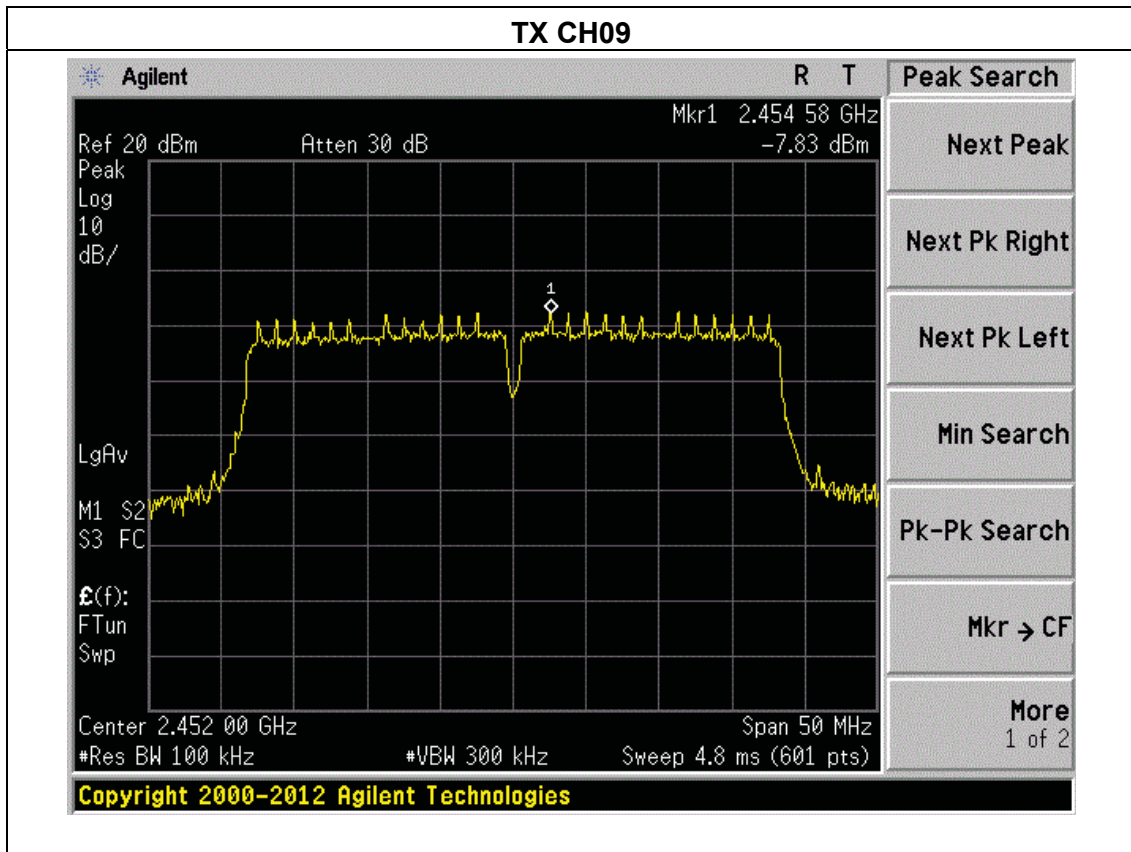 TX CH09
Agilent R T Peak Search
Mkr1 2.454 58 GHz
Ref 20 dBm Atten 30 dB -7.83 dBm
Peak
Log
10
dB/
1
LgAv
M1 S2
S3 FC
£(f):
FTun
Swp
Center 2.452 00 GHz Span 50 MHz
#Res BW 100 kHz #VBW 300 kHz Sweep 4.8 ms (601 pts)
Copyright 2000-2012 Agilent Technologies
Next Peak
Next Pk Right
Next Pk Left
Min Search
Pk-Pk Search
Mkr → CF
More
1 of 2